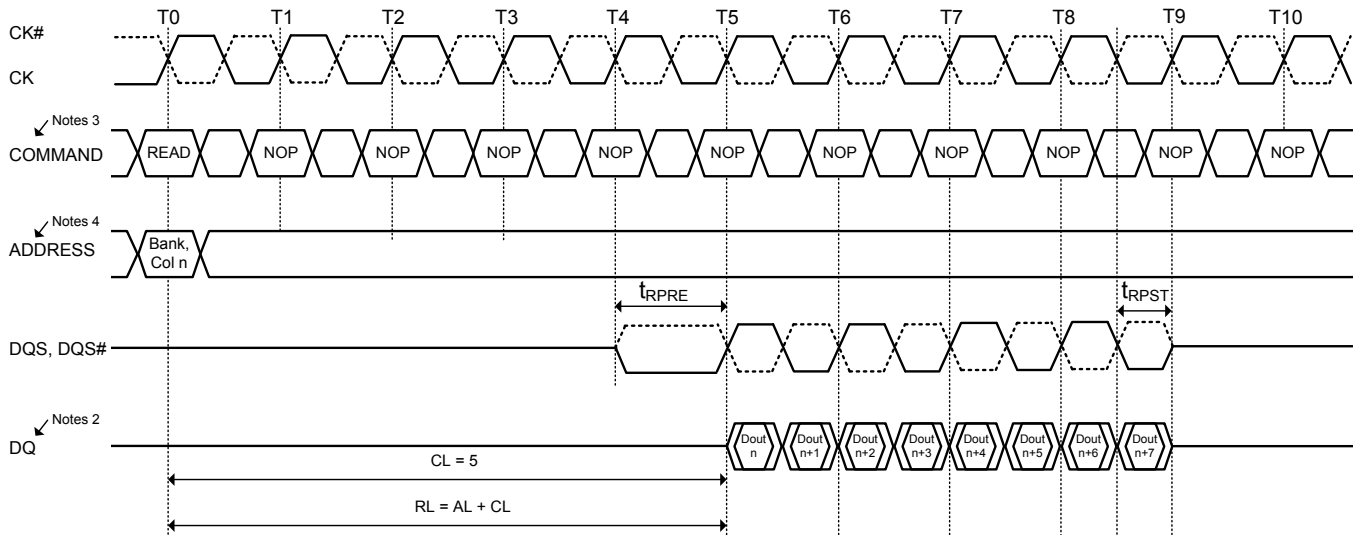 T0 T1 T2 T3 T4 T5 T6 T7 T8 T9 T10
CK#
CK
Notes 3
COMMAND READ NOP NOP NOP NOP NOP NOP NOP NOP NOP NOP
Notes 4
ADDRESS
Bank,
Col n
tRPRE tRPST
DQS, DQS#
Notes 2
DQ
Dout Dout Dout Dout Dout Dout Dout Dout
n n+1 n+2 n+3 n+4 n+5 n+6 n+7
CL = 5
RL = AL + CL